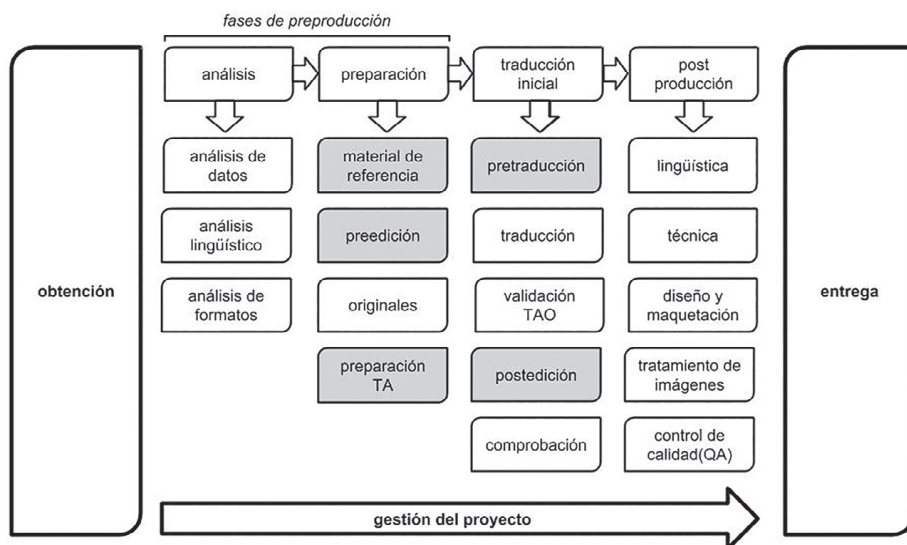 fases de preproducción
análisis
preparación
traducción
inicial
post
producción
análisis de
datos
material de
referencia
pretraducción
lingüística
análisis
lingüístico
preedición
traducción
técnica
obtención
análisis de
formatos
originales
validación
TAO
diseño y
maquetación
entrega
preparación
TA
postedición
tratamiento de
imágenes
comprobación
control de
calidad(QA)
gestión del proyecto